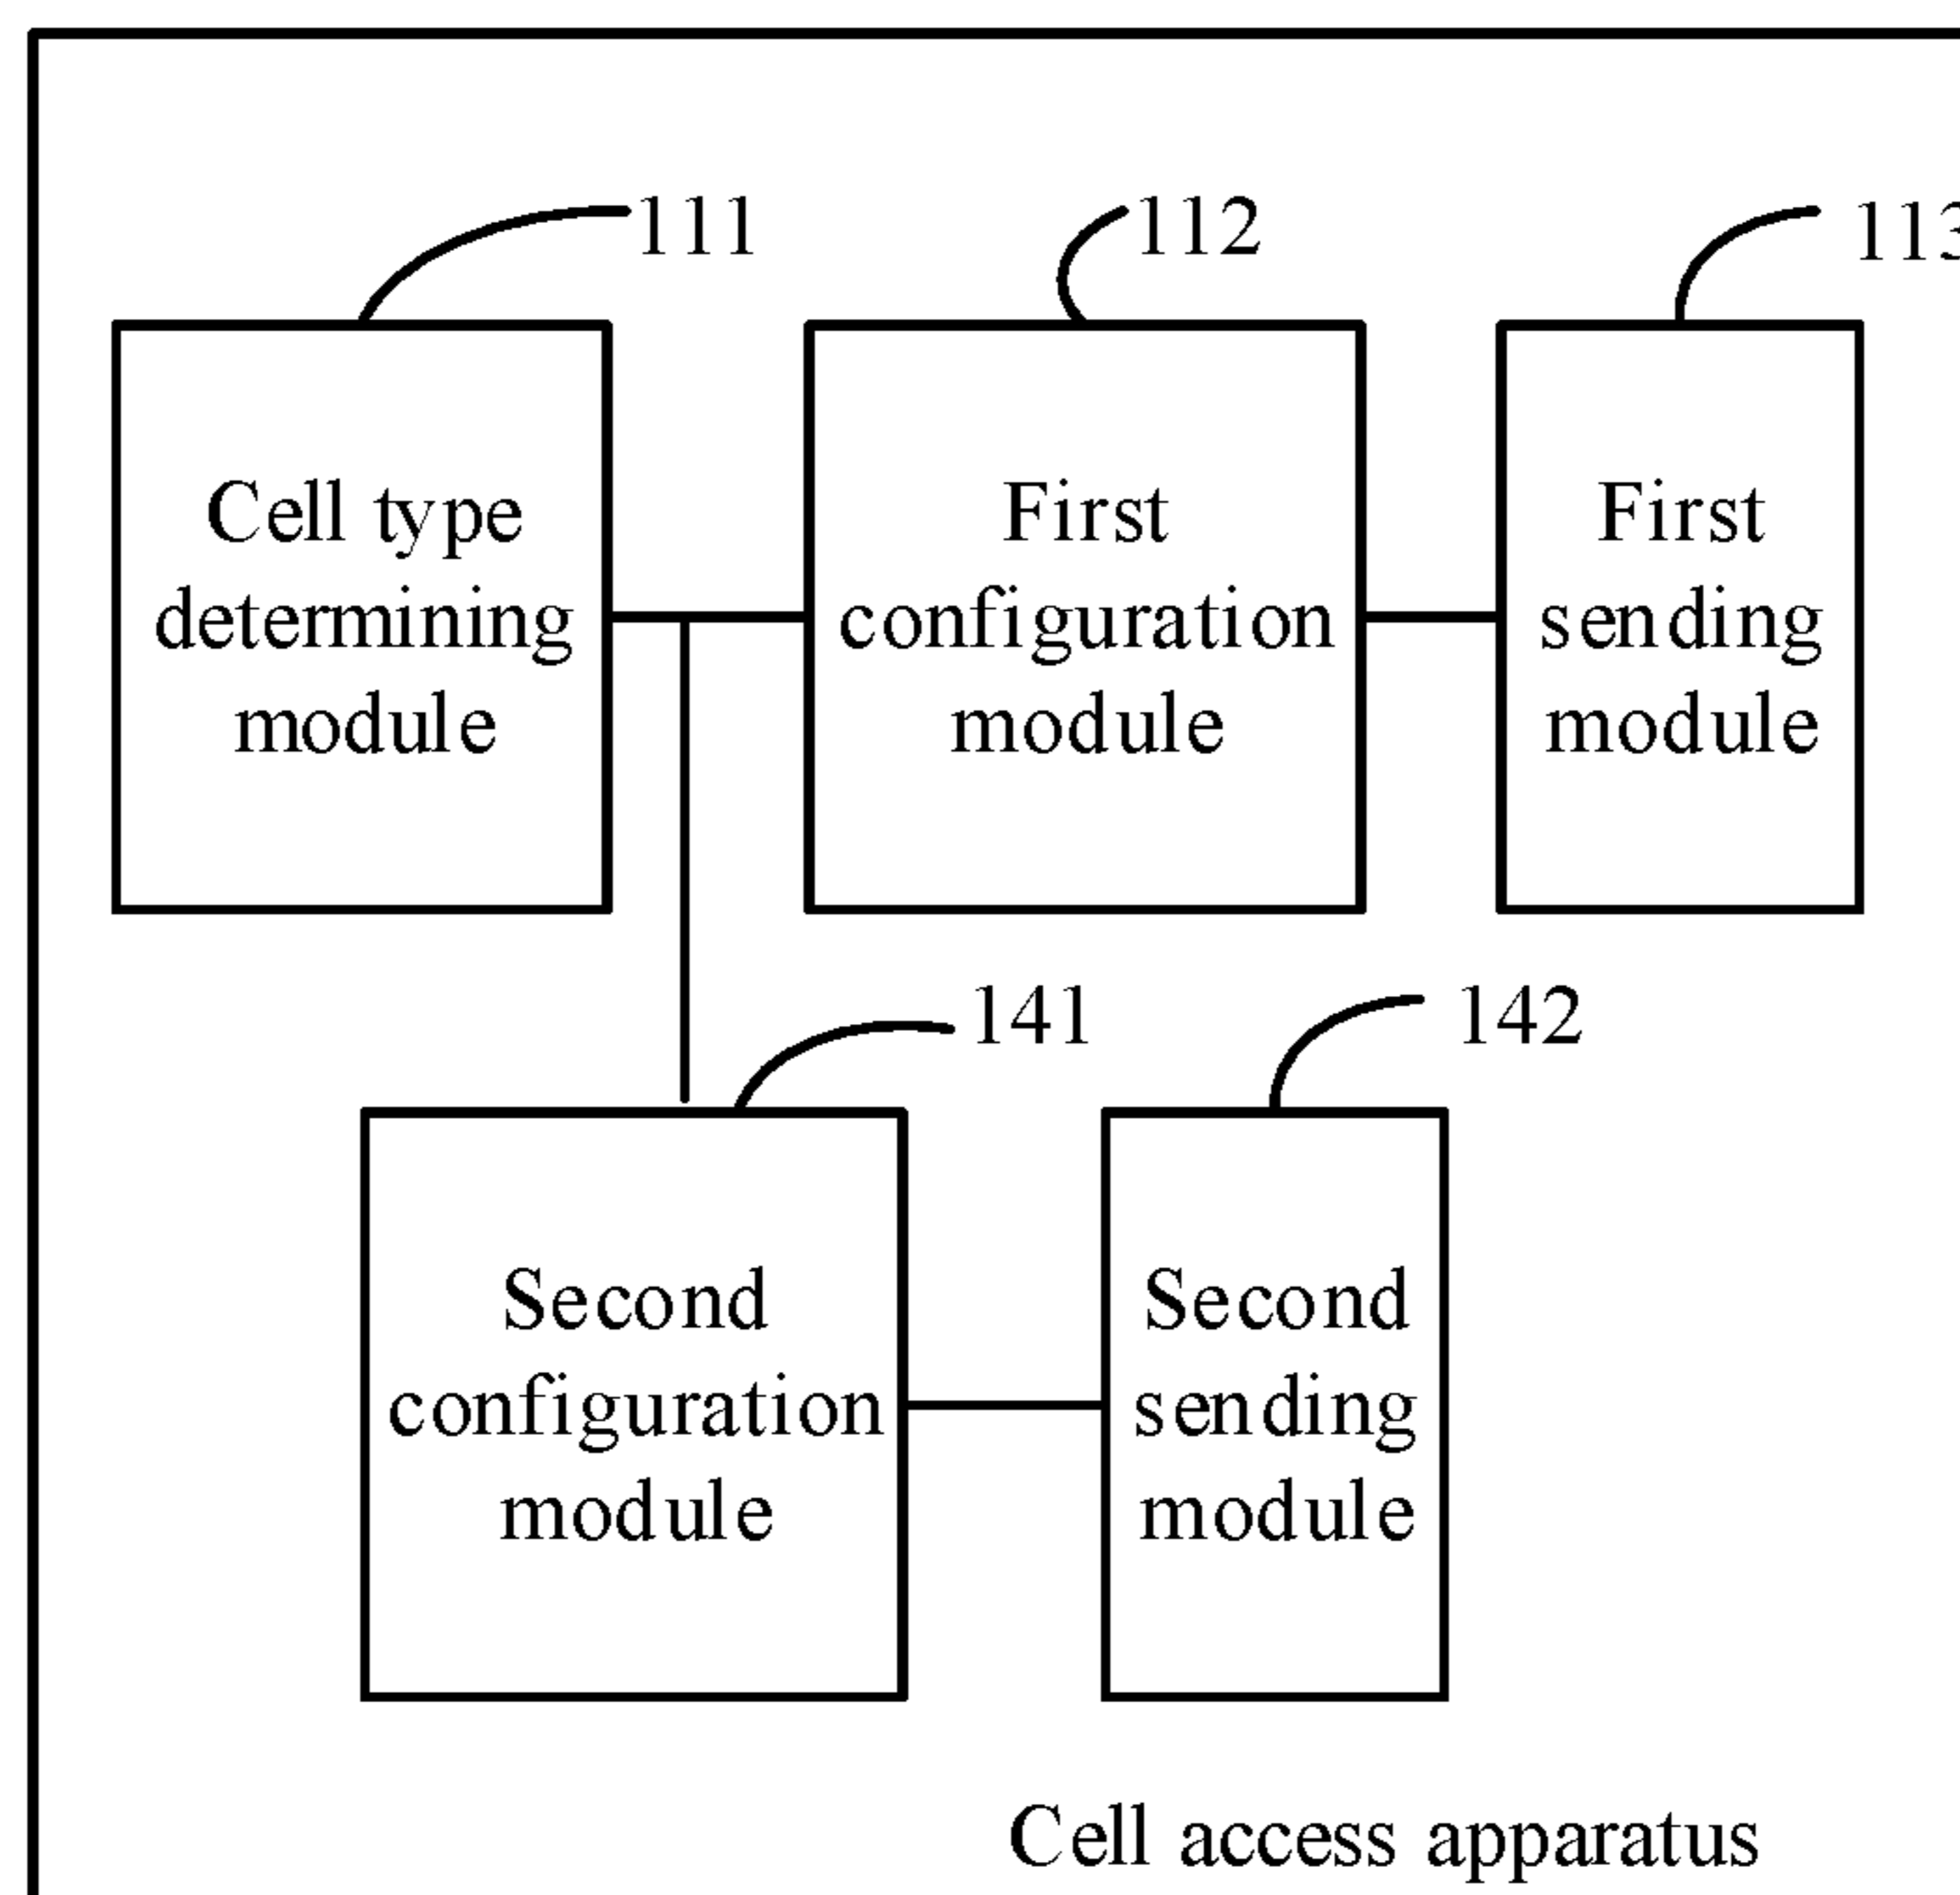 111
112
113
Cell type
determining
module
First
configuration
module
First
sending
module
141
142
Second
configuration
module
Second
sending
module
Cell access apparatus